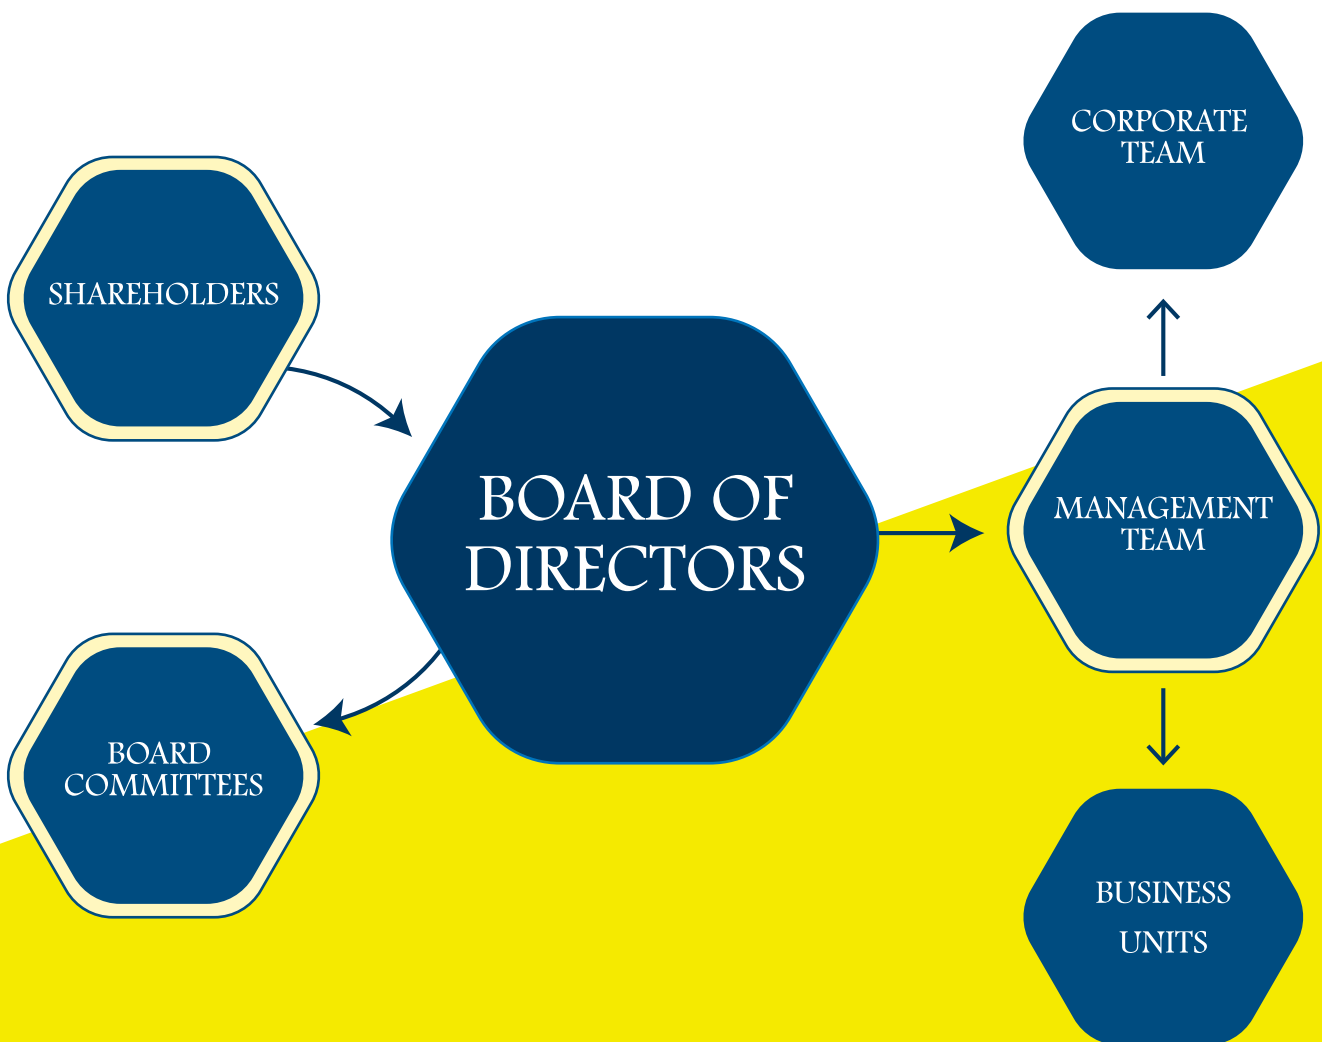 CORPORATE
TEAM
SHAREHOLDERS
BOARD OF
DIRECTORS
MANAGEMENT
TEAM
BOARD
COMMITTEES
BUSINESS
UNITS